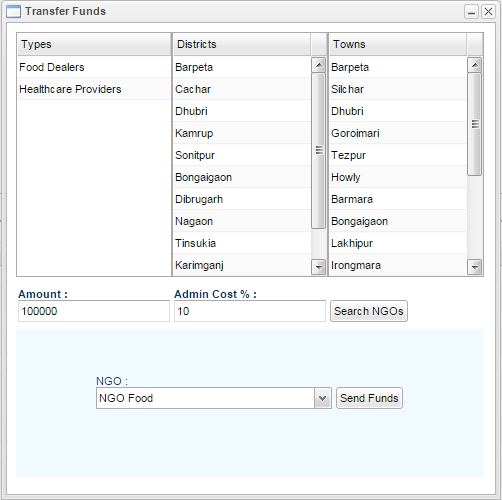 Transfer Funds
Types Districts Towns
Food Dealers Barpeta Barpeta
Healthcare Providers Cachar Silchar
Dhubri Dhubri
Kamrup Goroimari
Sonitpur Tezpur
Bongaigaon Howly
Dibrugarh Barmara
Nagaon Bongaigaon
Tinsukia Lakhipur
Karimganj Irongmara
Amount : Admin Cost % :
100000 10 Search NGOs
NGO :
NGO Food Send Funds